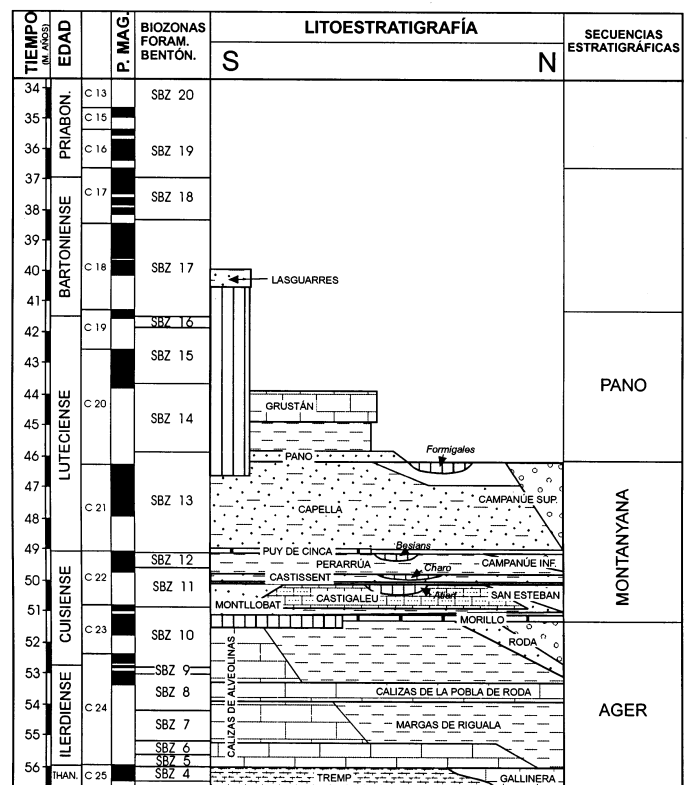 TIEMPO
(M. AÑOS)
EDAD
P. MAG.
BIOZONAS
FORAM.
BENTÓN.
LITOESTRATIGRAFÍA
S
N
SECUENCIAS
ESTRATIGRÁFICAS
34
35
36
37
38
39
40
41
42
43
44
45
46
47
48
49
50
51
52
53
54
55
56
PRIABON.
BARTONIENSE
LUTECIENSE
CUISIENSE
ILERDIENSE
THAN.
C 13
C 15
C 16
C 17
C 18
C 19
C 20
C 21
C 22
C 23
C 24
C 25
SBZ 20
SBZ 19
SBZ 18
SBZ 17
SBZ 16
SBZ 15
SBZ 14
SBZ 13
SBZ 12
SBZ 11
SBZ 10
SBZ 9
SBZ 8
SBZ 7
SBZ 6
SBZ 5
SBZ 4
LASGUARRES
GRUSTÁN
Formigales
PANO
CAMPANÚE SUP.
CAPELLA
Besians
PUY DE CINCA
PERARRÚA
CAMPANÚE INF.
Charo
CASTISSENT
CASTIGALEU
SAN ESTEBAN
MONTLLOBAT
MORILLO
RODA
CALIZAS DE ALVEOLINAS
CALIZAS DE LA POBLA DE RODA
MARGAS DE RIGUALA
TREMP
GALLINERA
PANO
MONTANYANA
AGER